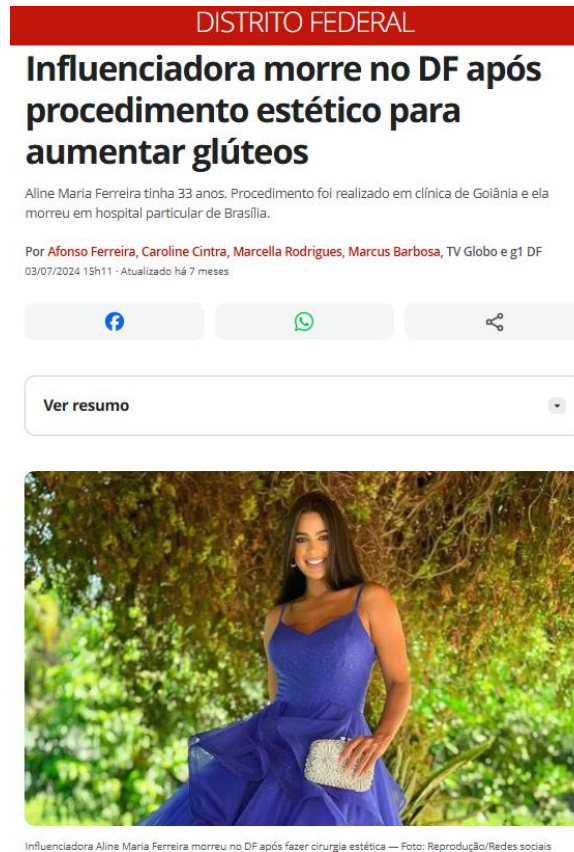 DISTRITO FEDERAL
Influenciadora morre no DF após
procedimento estético para
aumentar glúteos
Aline Maria Ferreira tinha 33 anos. Procedimento foi realizado em clínica de Goiânia e ela
morreu em hospital particular de Brasília.
Por Afonso Ferreira, Caroline Cintra, Marcella Rodrigues, Marcus Barbosa, TV Globo e g1 DF
03/07/2024 15h11 · Atualizado há 7 meses
Ver resumo
Influenciadora Aline Maria Ferreira morreu no DF após fazer cirurgia estética — Foto: Reprodução/Redes sociais